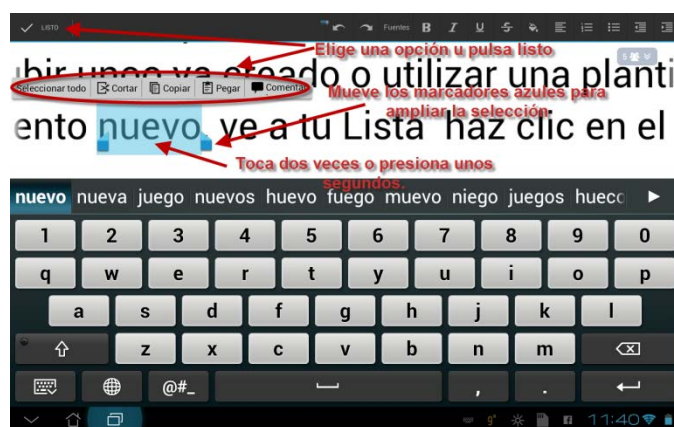 LISTO Fuentes B I U S
Elige una opción u pulsa listo
ubir unoo ya creado o utilizar una planti
5
Seleccionar todo Cortar Copiar Pegar Comentar
Mueve los marcadores azules para
ampliar la selección
ento nuevo, ve a tu Lista haz clic en el
Toca dos veces o presiona unos
segundos.
nuevo nueva juego nuevos huevo fuego muevo niego juegos huecc
1 2 3 4 5 6 7 8 9 0
q w e r t y u i o p
a s d f g h j k l
z x c v b n m
@#_ , .
9° 11:40